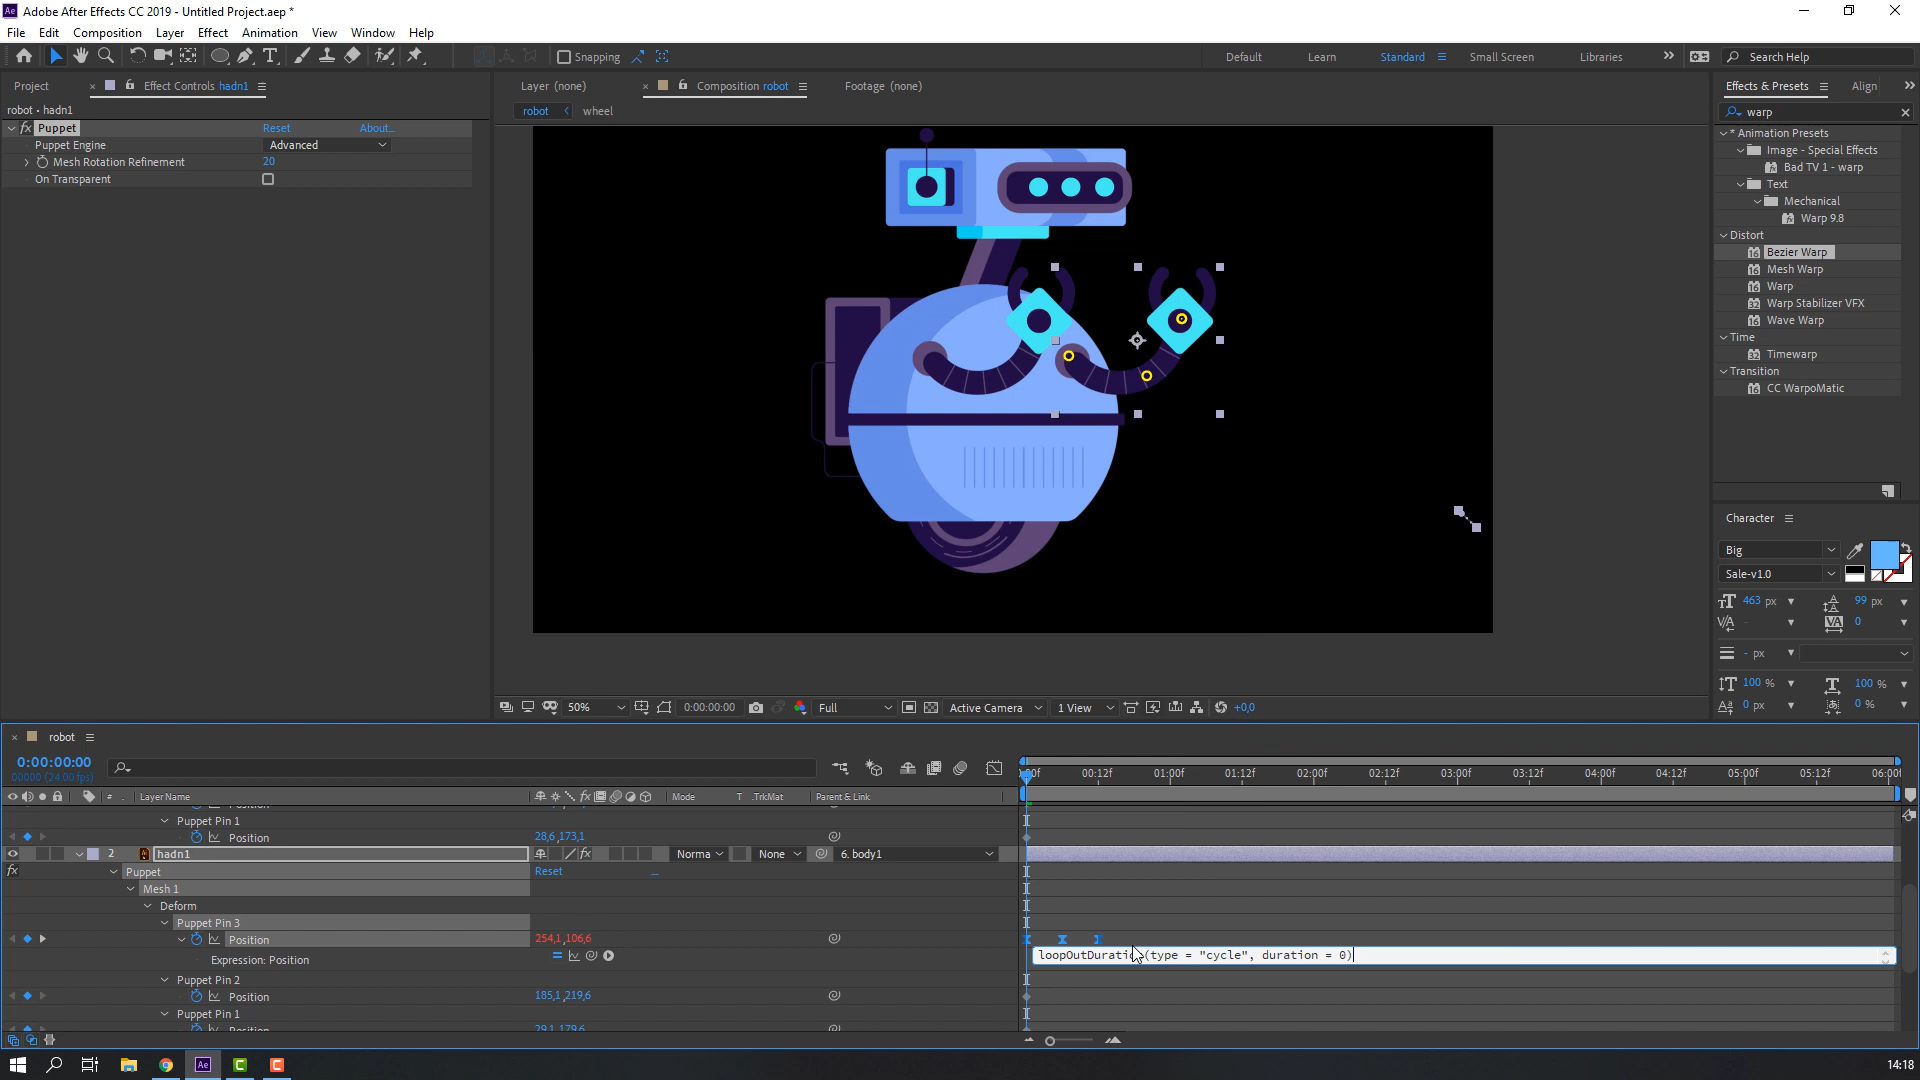 Adobe After Effects CC 2019 - Untitled Project.aep *
File Edit Composition Layer Effect Animation View Window Help
Snapping
Default Learn Standard Small Screen Libraries
Search Help
Project
Effect Controls hadn1
Layer (none)
Composition robot
Footage (none)
Effects & Presets
Align
robot • hadn1
robot wheel
warp
fx Puppet Reset About...
Puppet Engine Advanced
Mesh Rotation Refinement 20
On Transparent
* Animation Presets
Image - Special Effects
Bad TV 1 - warp
Text
Mechanical
Warp 9.8
Distort
Bezier Warp
Mesh Warp
Warp
Warp Stabilizer VFX
Wave Warp
Time
Timewarp
Transition
CC WarpoMatic
Character
Big
Sale-v1.0
463 px 99 px
- 0
- px
100 % 100 %
0 px 0 %
50% 0:00:00:00 Full Active Camera 1 View +0,0
robot
0:00:00:00
00000 (24.00 fps)
:00f 00:12f 01:00f 01:12f 02:00f 02:12f 03:00f 03:12f 04:00f 04:12f 05:00f 05:12f 06:00f
# Layer Name Mode T .TrkMat Parent & Link
Puppet Pin 1
Position 28,6 ,173,1
2 hadn1 Norma None 6. body1
fx Puppet Reset
Mesh 1
Deform
Puppet Pin 3
Position 254,1 ,106,6
Expression: Position
loopOutDuration(type = "cycle", duration = 0)
Puppet Pin 2
Position 185,1 ,219,6
Puppet Pin 1
Position 29,1 ,179,6
14:18